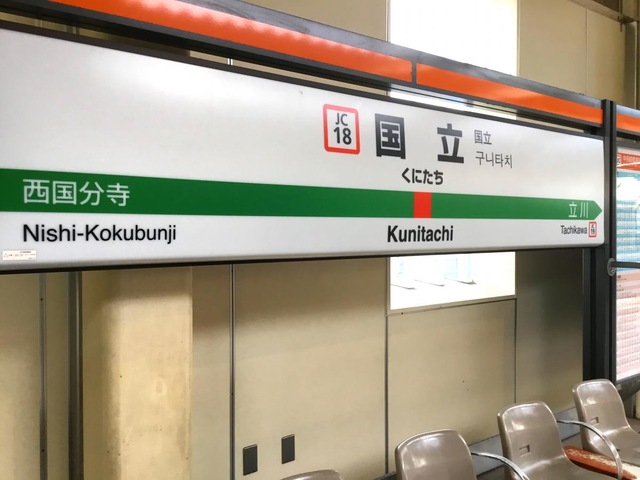 JC
18
国立
国立
구니타치
くにたち
西国分寺
立川
Nishi-Kokubunji
Kunitachi
Tachikawa